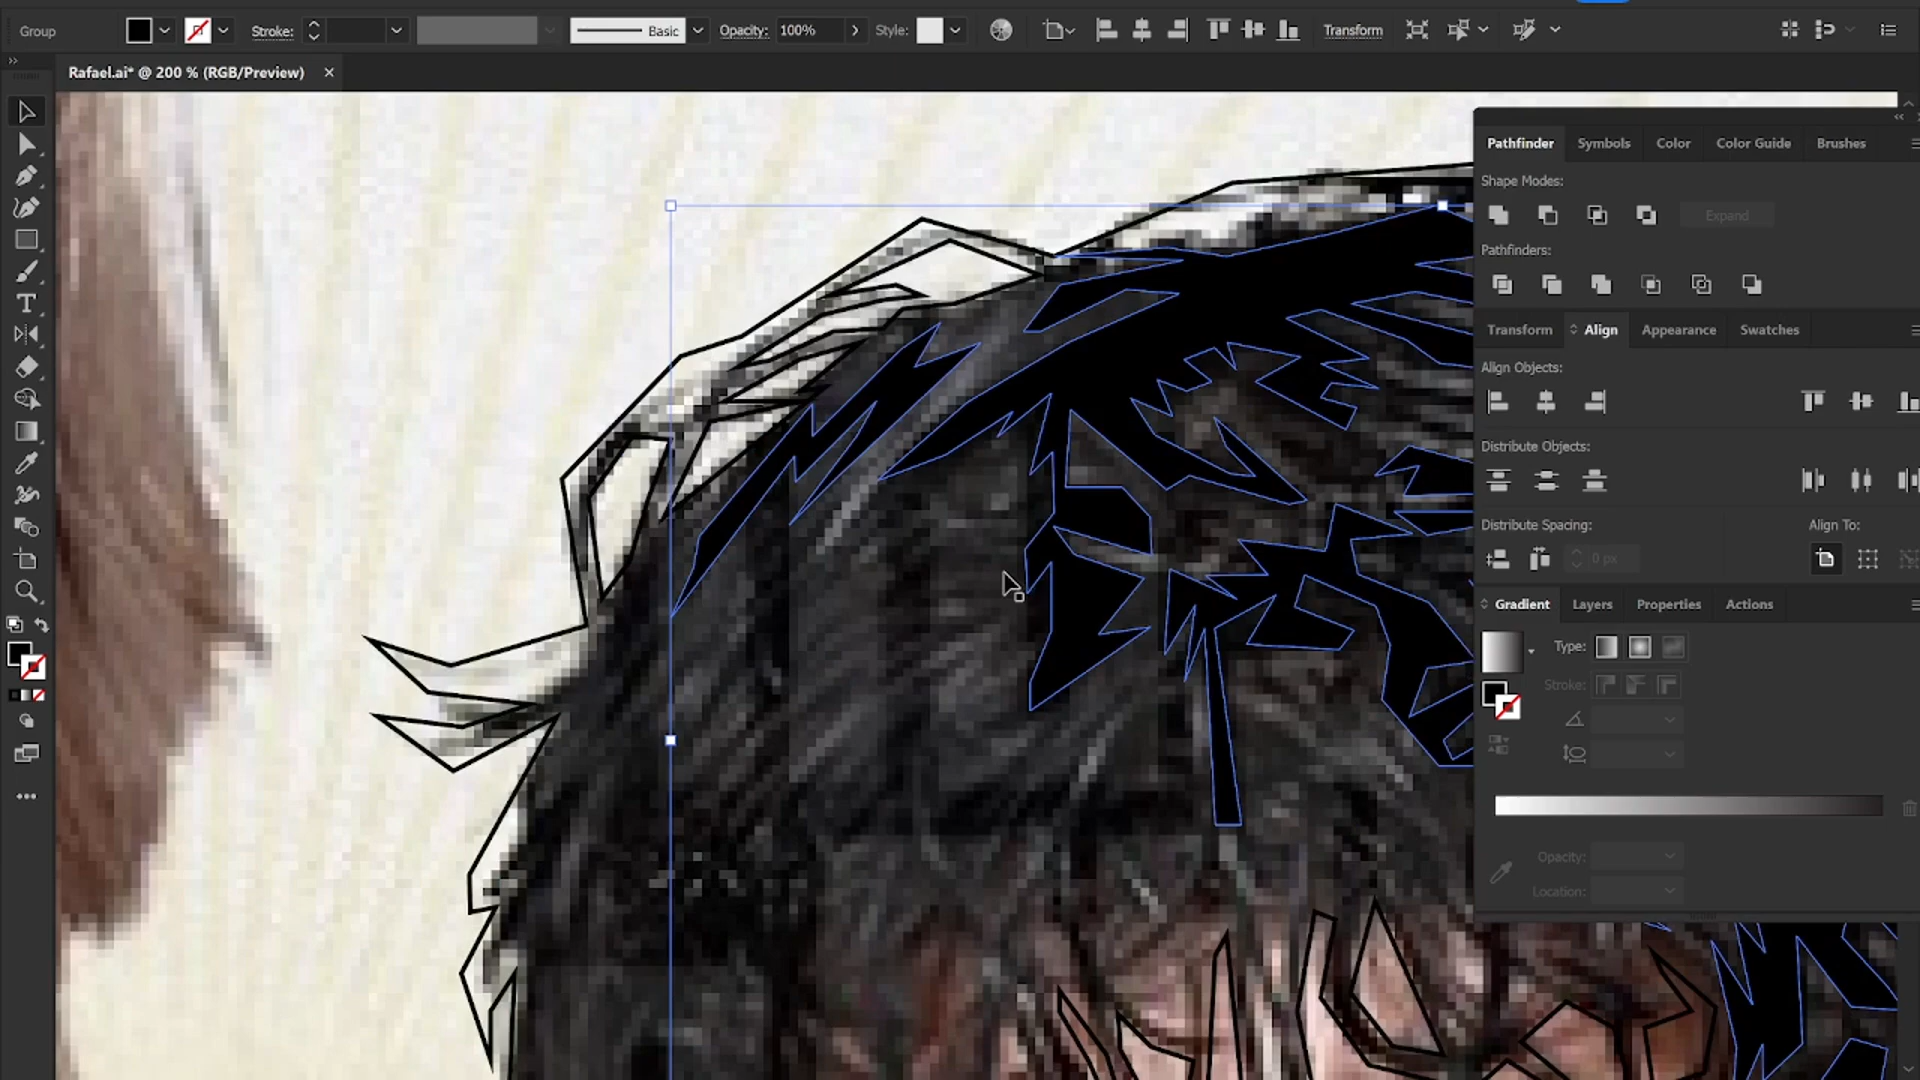 Group
Stroke:
Basic
Opacity:
100%
Style:
Transform
Rafael.ai* @ 200 % (RGB/Preview)
Pathfinder
Symbols
Color
Color Guide
Brushes
Shape Modes:
Expand
Pathfinders:
Transform
Align
Appearance
Swatches
Align Objects:
Distribute Objects:
Distribute Spacing:
Align To:
0 px
Gradient
Layers
Properties
Actions
Type:
Stroke:
Opacity:
Location: